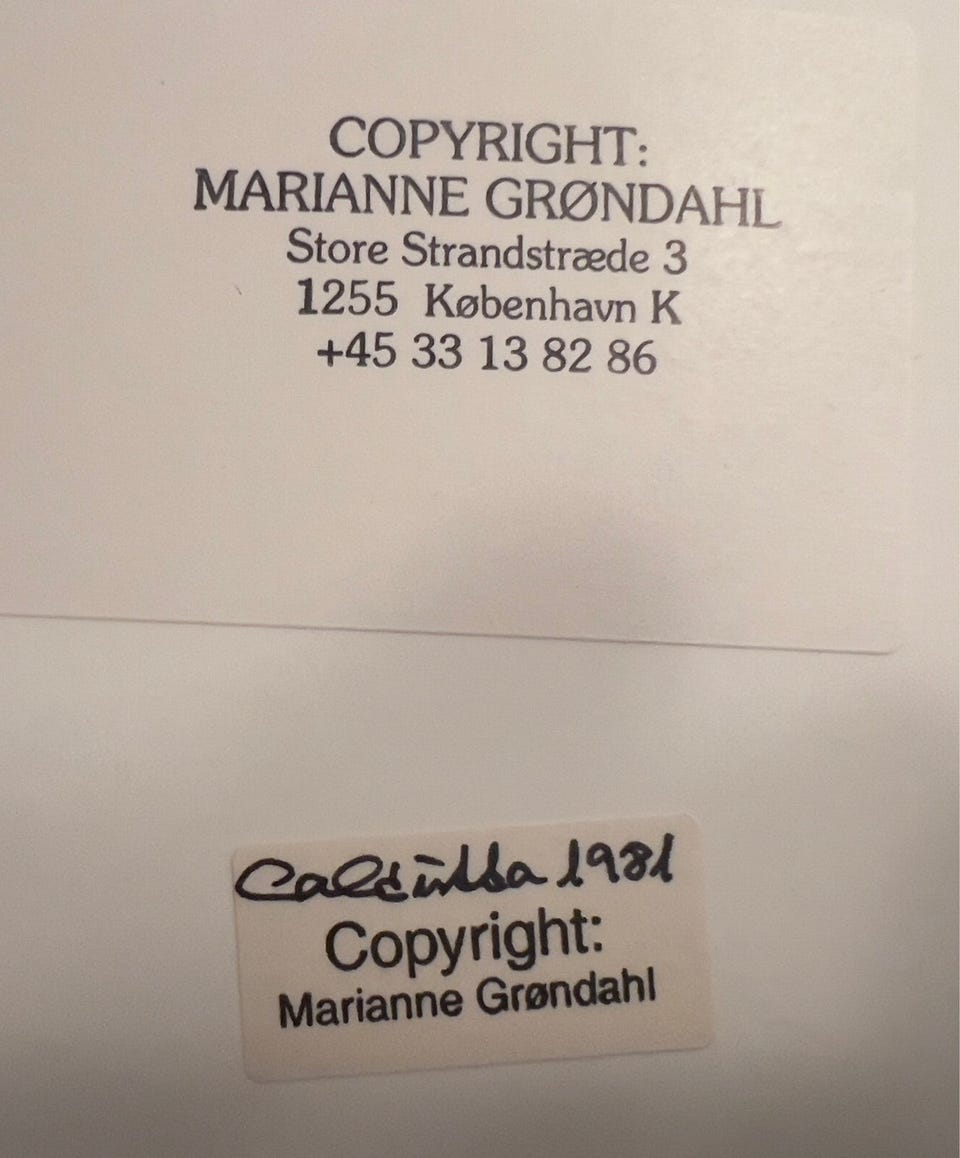 COPYRIGHT:
MARIANNE GRØNDAHL
Store Strandstræde 3
1255 København K
+45 33 13 82 86
Calcutta 1981
Copyright:
Marianne Grøndahl